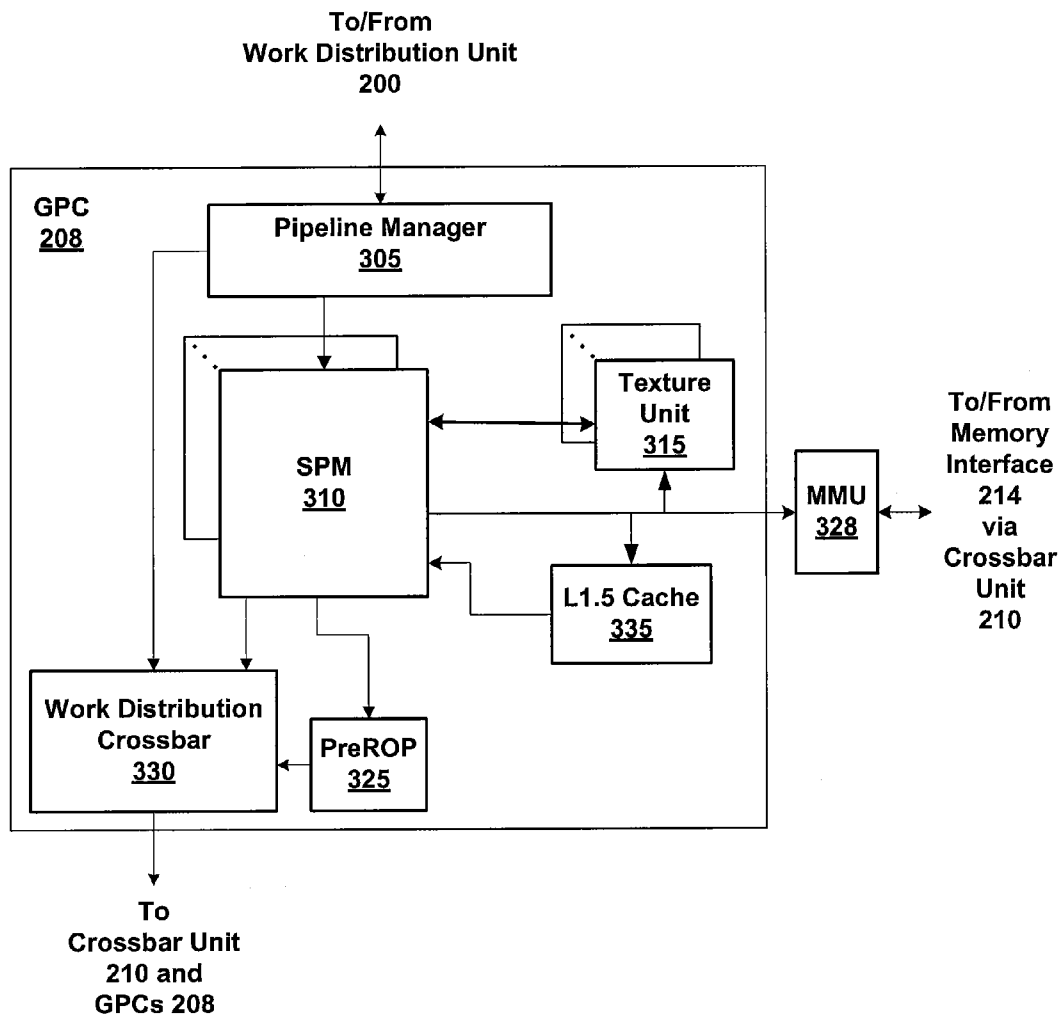 To/From
Work Distribution Unit
200
GPC
208
Pipeline Manager
305
SPM
310
Texture
Unit
315
MMU
328
To/From
Memory
Interface
214
via
Crossbar
Unit
210
L1.5 Cache
335
Work Distribution
Crossbar
330
PreROP
325
To
Crossbar Unit
210 and
GPCs 208